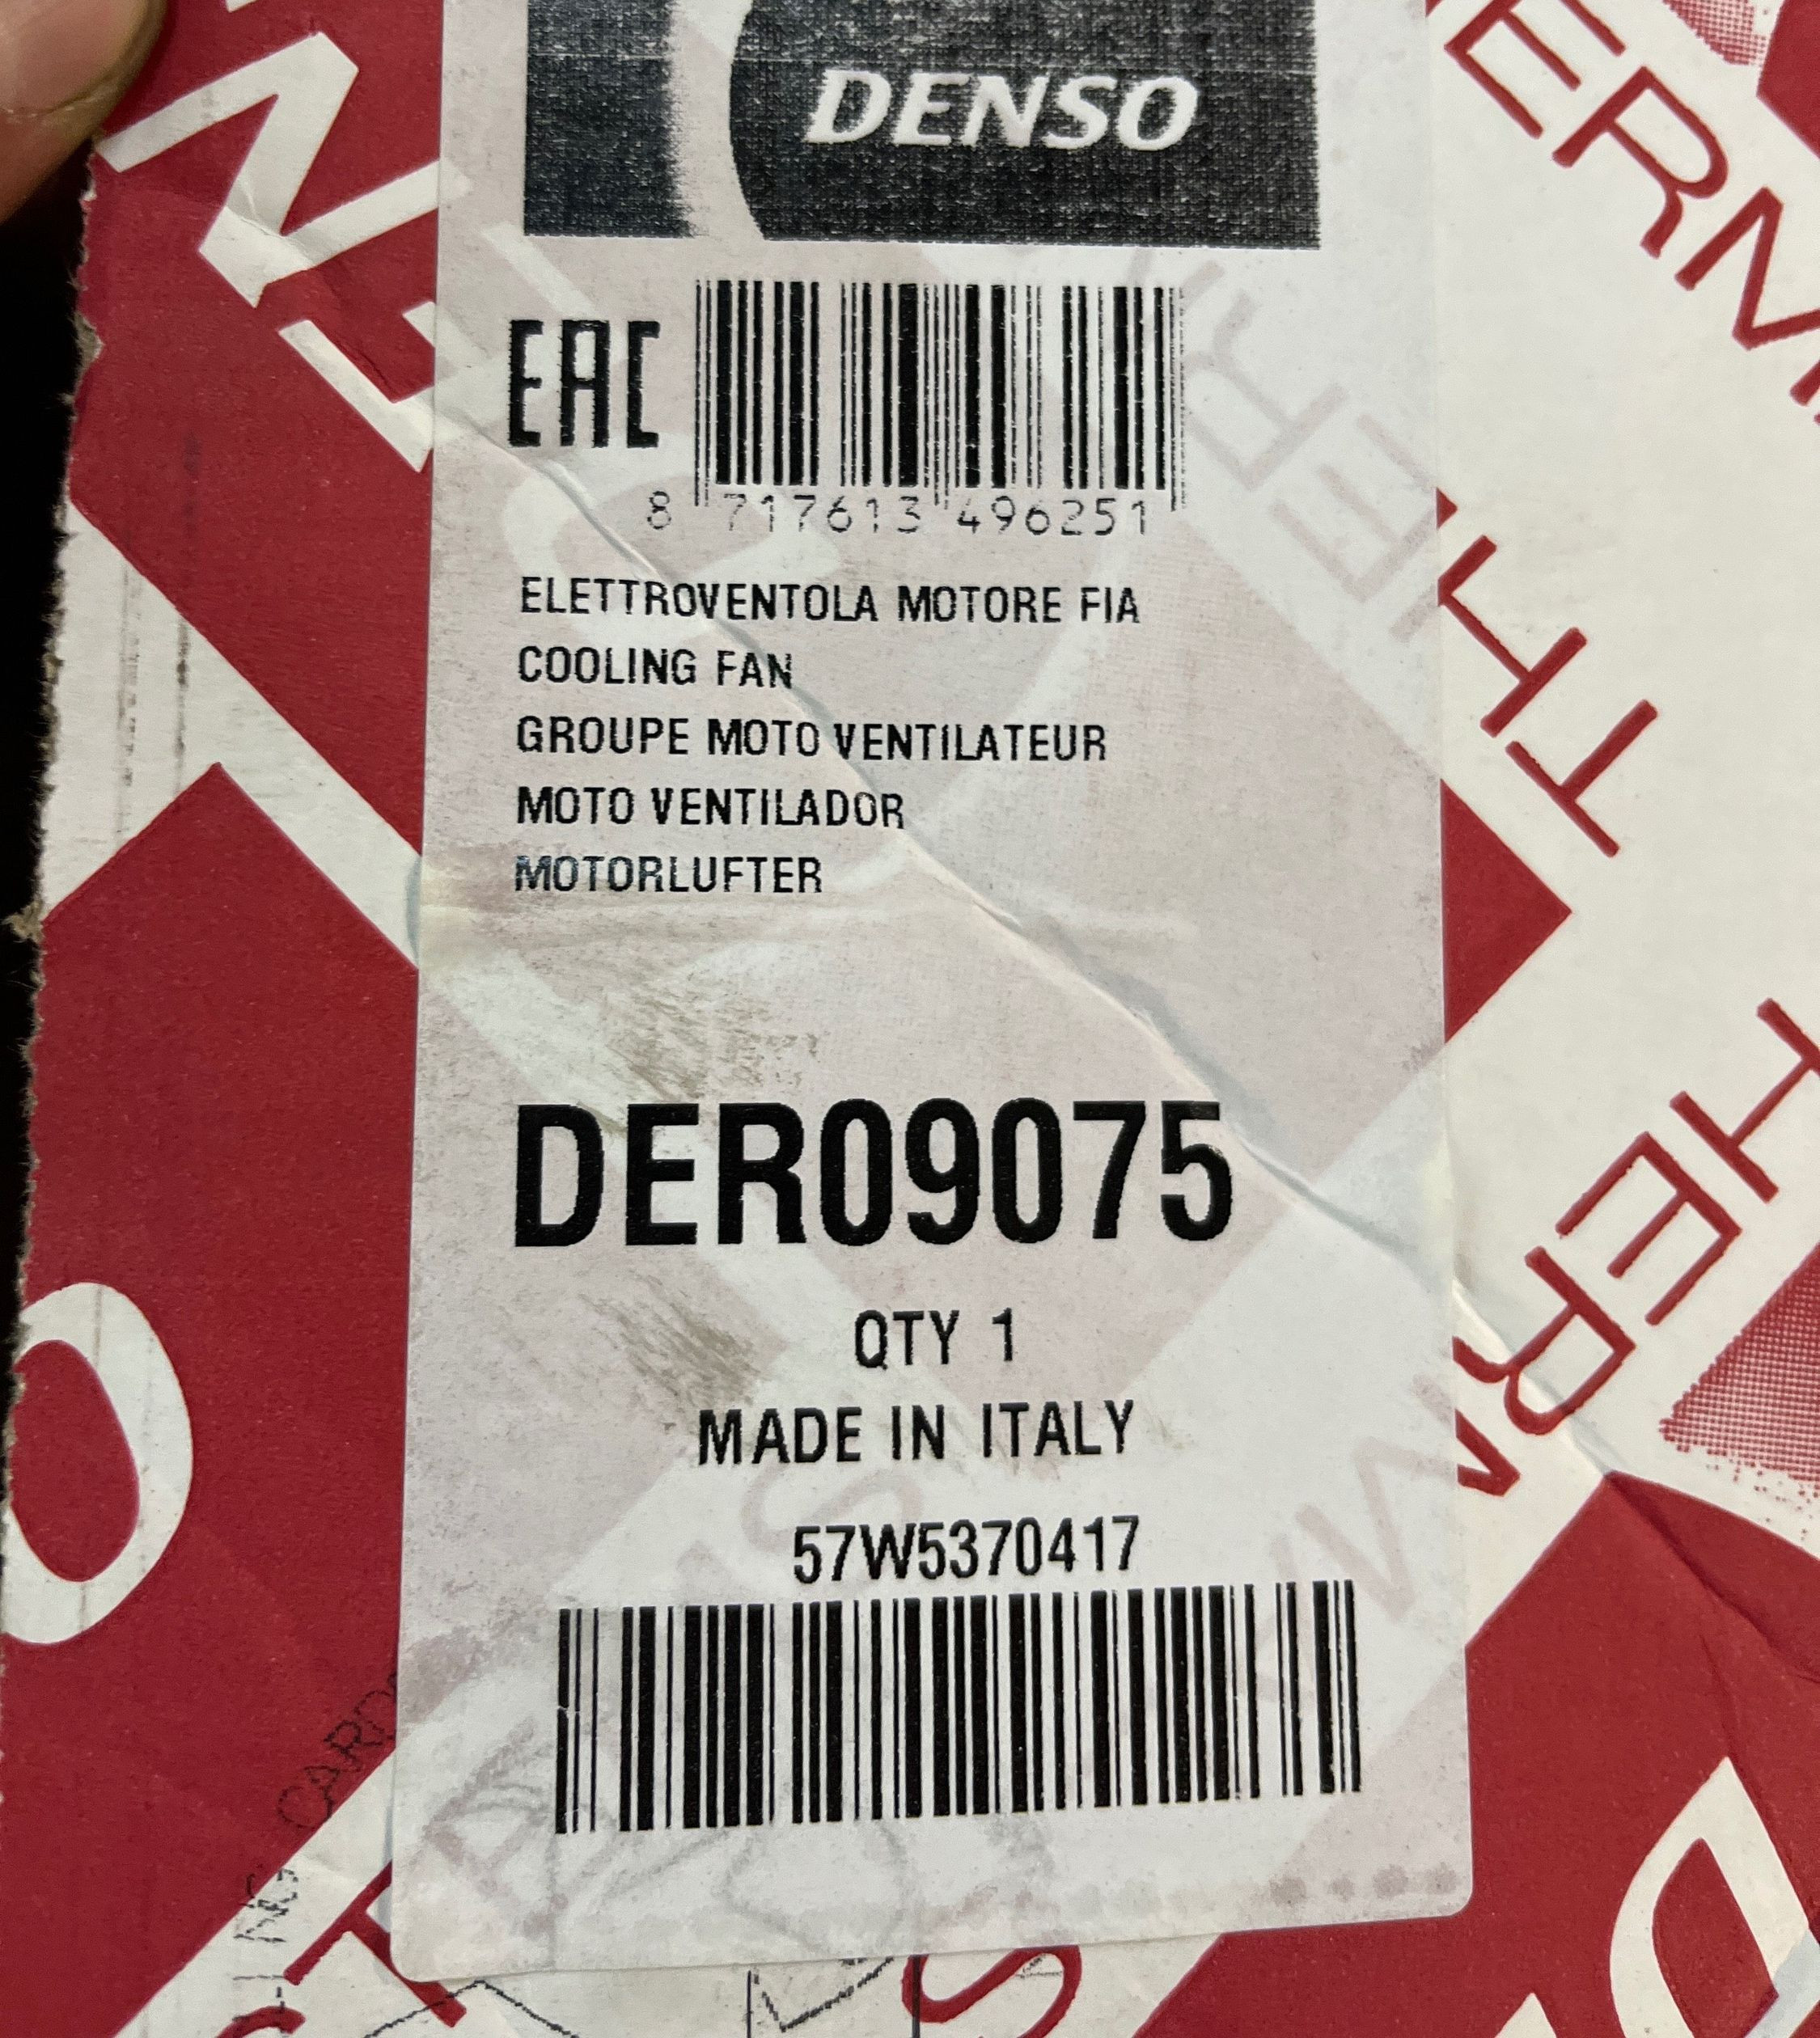 DENSO
EAC
8 717613 496251
ELETTROVENTOLA MOTORE FIA
COOLING FAN
GROUPE MOTO VENTILATEUR
MOTO VENTILADOR
MOTORLUFTER
DER09075
QTY 1
MADE IN ITALY
57W5370417